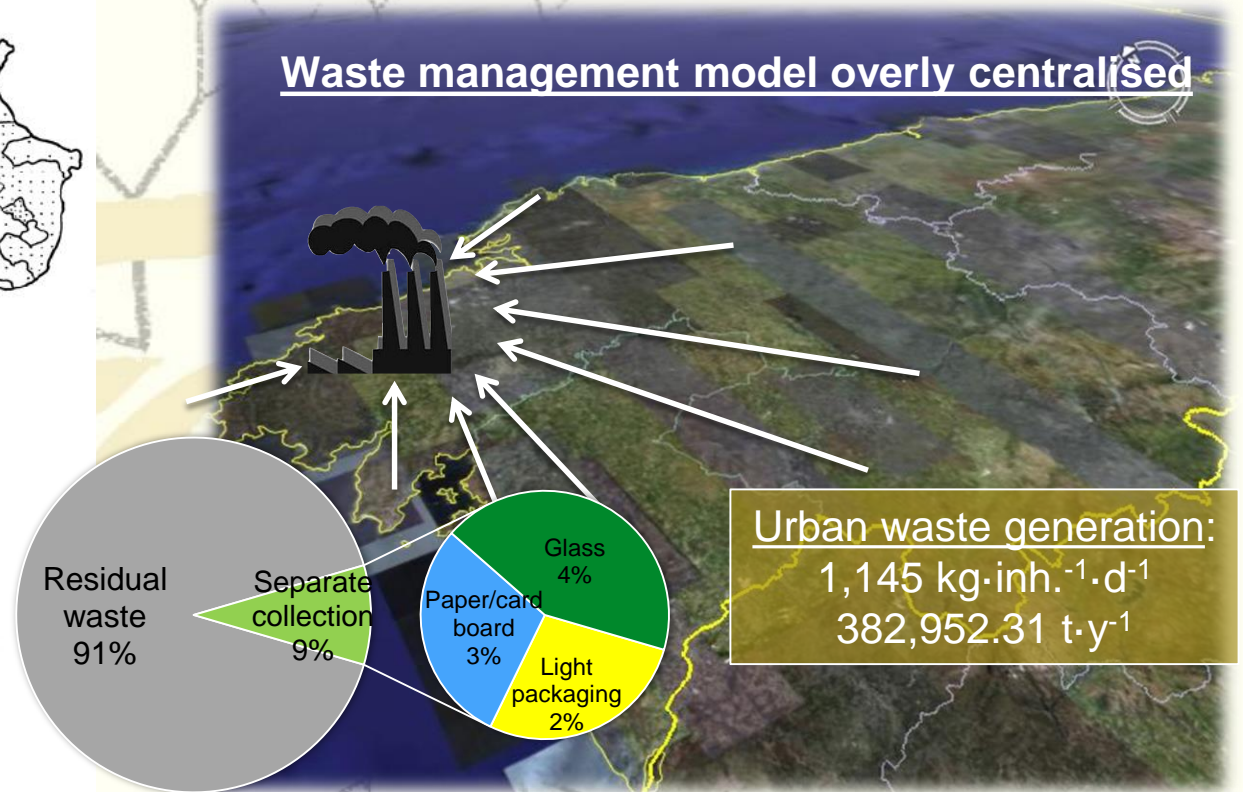 Waste management model overly centralised
Residual
waste
91%
Separate
collection
9%
Glass
4%
Paper/card
board
3%
Light
packaging
2%
Urban waste generation:
1,145 kg·inh.⁻¹·d⁻¹
382,952.31 t·y⁻¹